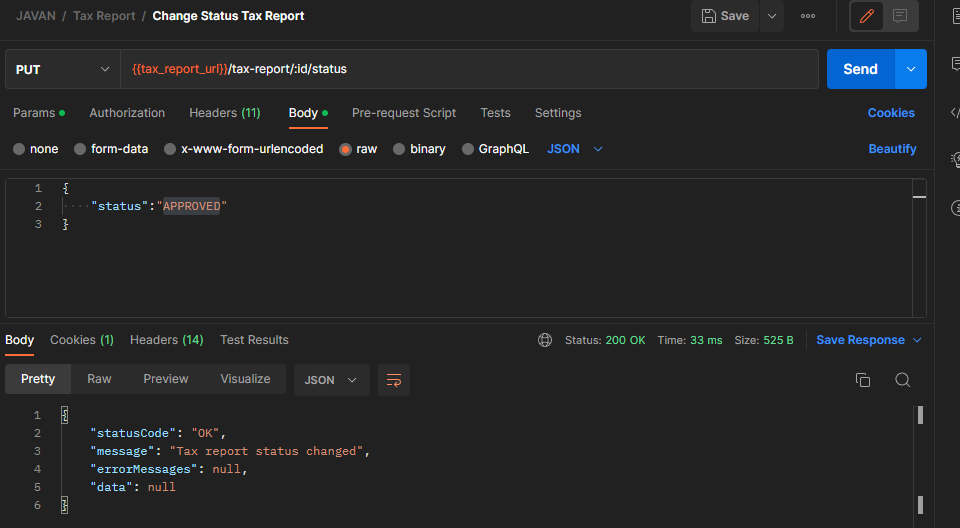 JAVAN / Tax Report / Change Status Tax Report
Save
PUT
{{tax_report_url}}/tax-report/:id/status
Send
Params Authorization Headers (11) Body Pre-request Script Tests Settings Cookies
none form-data x-www-form-urlencoded raw binary GraphQL JSON Beautify
1 {
2 "status":"APPROVED"
3 }
Body Cookies (1) Headers (14) Test Results Status: 200 OK Time: 33 ms Size: 525 B Save Response
Pretty Raw Preview Visualize JSON
1 {
2 "statusCode": "OK",
3 "message": "Tax report status changed",
4 "errorMessages": null,
5 "data": null
6 }